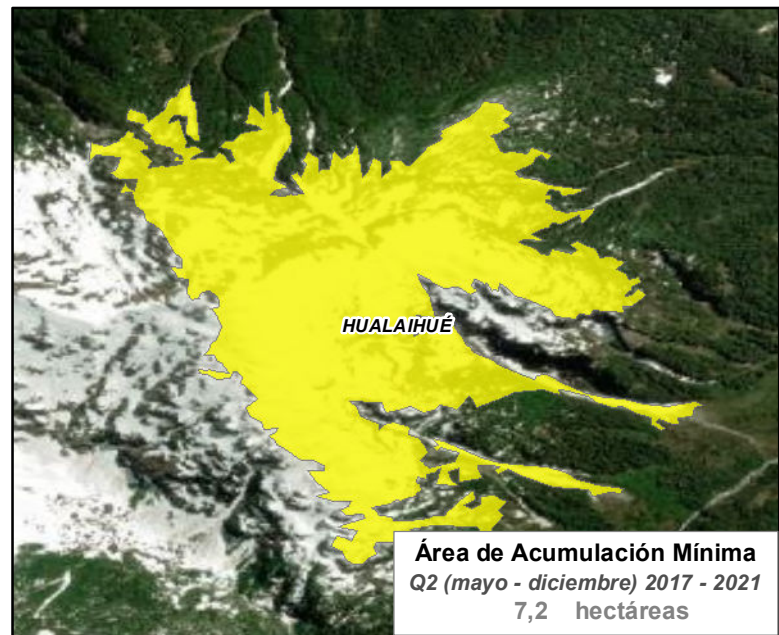 HUALAIHUÉ
Área de Acumulación Mínima
Q2 (mayo - diciembre) 2017 - 2021
7,2 hectáreas